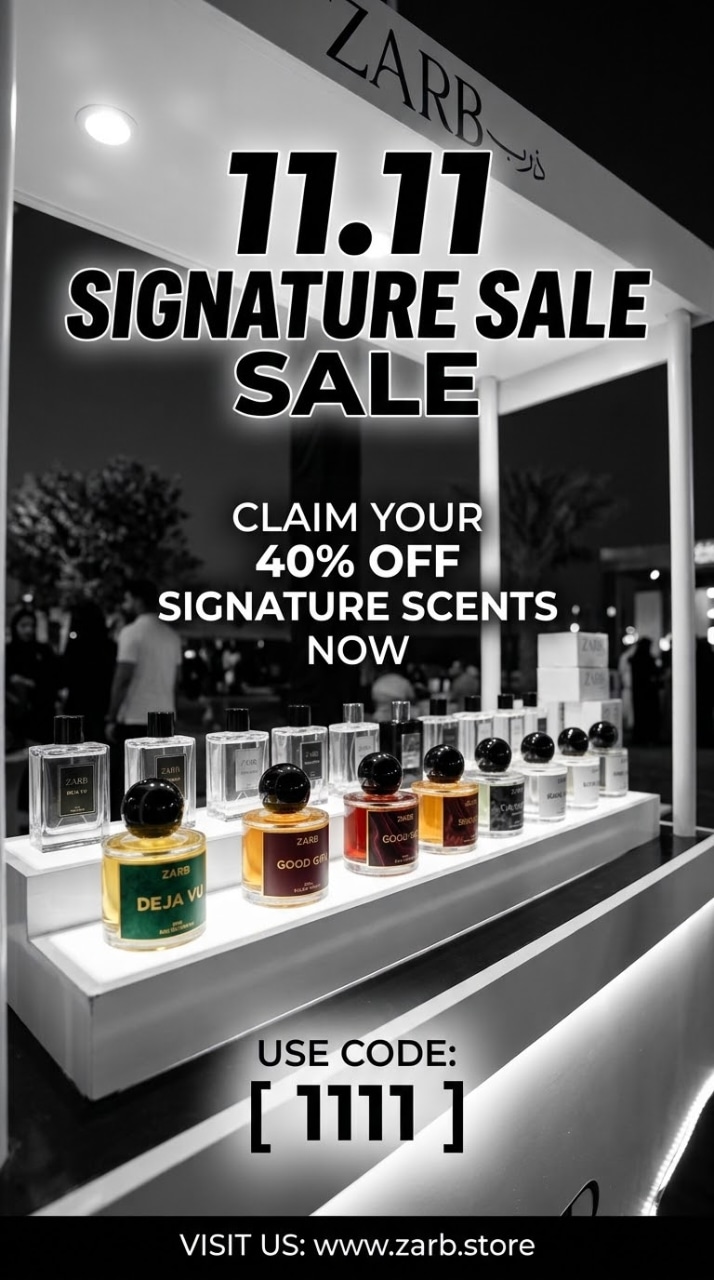 ZARB ذرب
11.11
SIGNATURE SALE
SALE
CLAIM YOUR
40% OFF
SIGNATURE SCENTS
NOW
ZARB
ZARB
DEJA VU
ZARB
ZARB
ZARB
DEJA VU
ZARB
GOOD GIRL
USE CODE:
[ 1111 ]
VISIT US: www.zarb.store